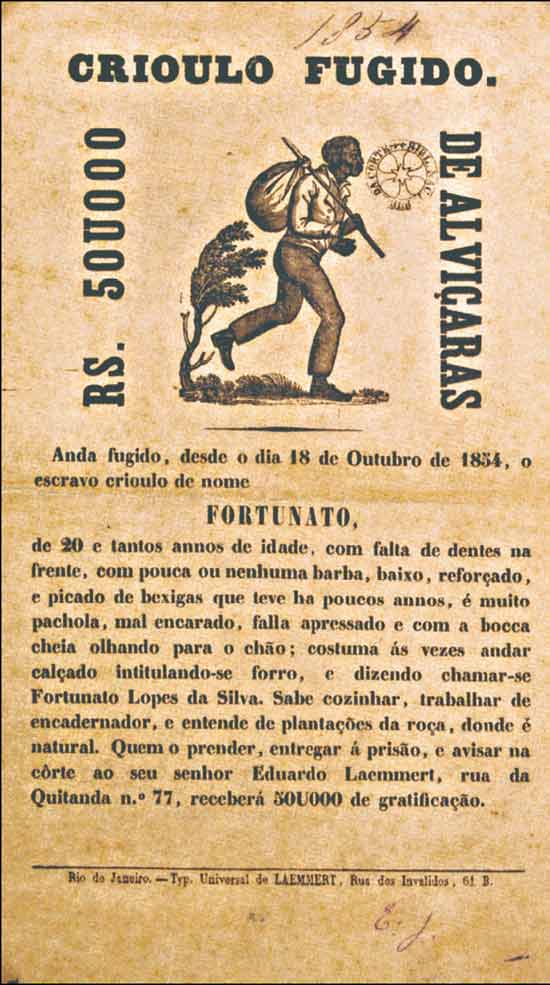 1854
CRIOULO FUGIDO.
RS. 50U000
DE ALVIÇARAS
Anda fugido, desde o dia 18 de Outubro de 1854, o
escravo crioulo de nome
FORTUNATO,
de 20 e tantos annos de idade, com falta de dentes na
frente, com pouca ou nenhuma barba, baixo, reforçado,
e picado de bexigas que teve ha poucos annos, é muito
pachola, mal encarado, falla apressado e com a bocca
cheia olhando para o chão; costuma ás vezes andar
calçado intitulando-se forro, e dizendo chamar-se
Fortunato Lopes da Silva. Sabe cozinhar, trabalhar de
encadernador, e entende de plantações da roça, donde é
natural. Quem o prender, entregar á prisão, e avisar na
côrte ao seu senhor Eduardo Laemmert, rua da
Quitanda n.º 77, receberá 50U000 de gratificação.
Rio de Janeiro. — Typ. Universal de LAEMMERT, Rua dos Invalidos, 61 B.